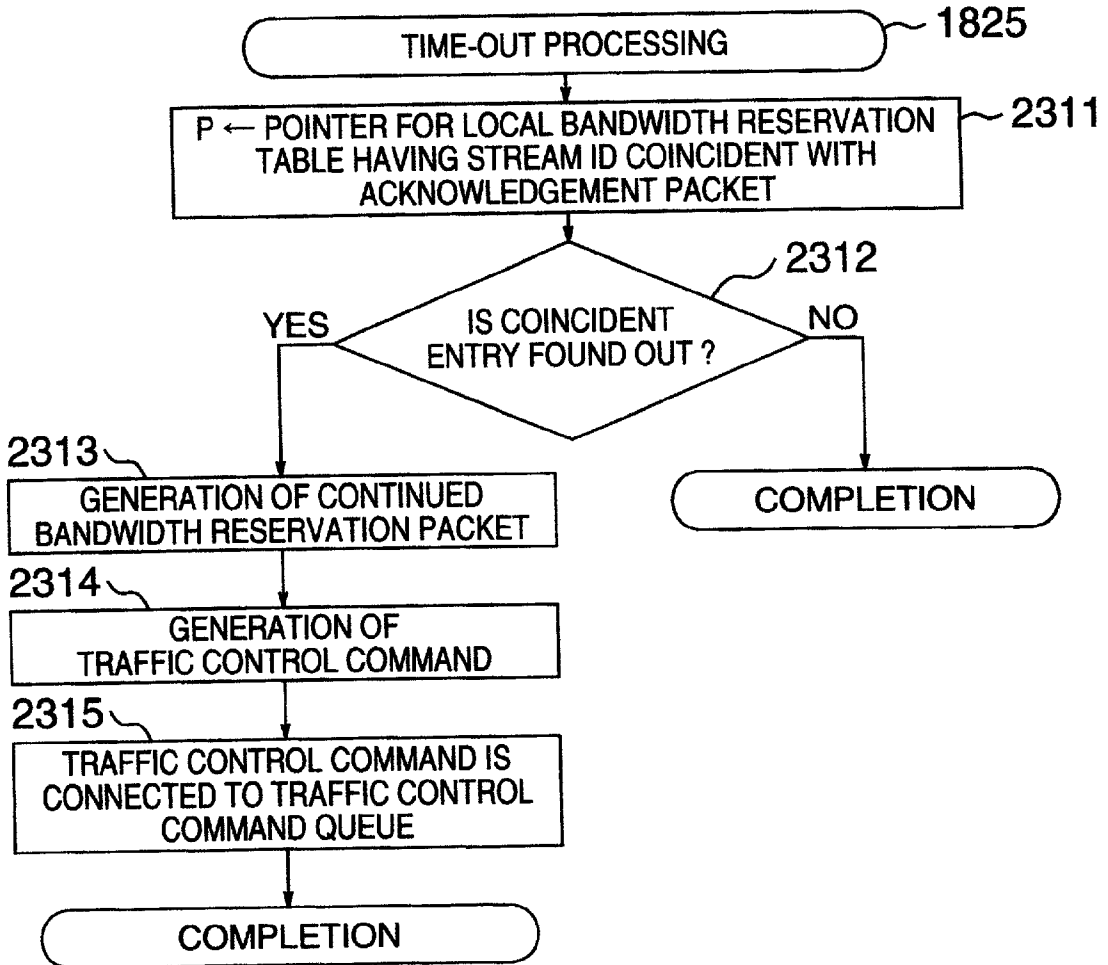 TIME-OUT PROCESSING
1825
P ← POINTER FOR LOCAL BANDWIDTH RESERVATION
TABLE HAVING STREAM ID COINCIDENT WITH
ACKNOWLEDGEMENT PACKET
2311
2312
IS COINCIDENT
ENTRY FOUND OUT ?
YES
NO
2313
GENERATION OF CONTINUED
BANDWIDTH RESERVATION PACKET
COMPLETION
2314
GENERATION OF
TRAFFIC CONTROL COMMAND
2315
TRAFFIC CONTROL COMMAND IS
CONNECTED TO TRAFFIC CONTROL
COMMAND QUEUE
COMPLETION